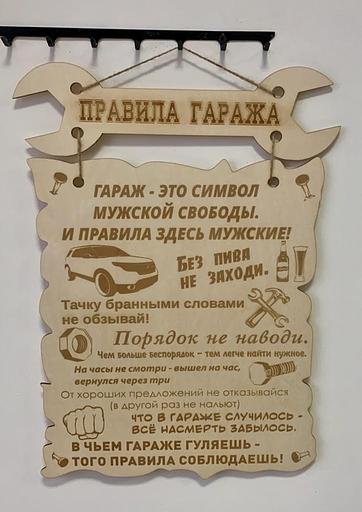 ПРАВИЛА ГАРАЖА
ГАРАЖ - ЭТО СИМВОЛ
МУЖСКОЙ СВОБОДЫ.
И ПРАВИЛА ЗДЕСЬ МУЖСКИЕ!
БЕЗ ПИВА
НЕ ЗАХОДИ.
Тачку бранными словами
не обзывай!
Порядок не наводи.
Чем больше беспорядок - тем легче найти нужное.
На часы не смотри - вышел на час,
вернулся через три
От хороших предложений не отказывайся
(в другой раз не нальют)
ЧТО В ГАРАЖЕ СЛУЧИЛОСЬ -
ВСЁ НАСМЕРТЬ ЗАБЫЛОСЬ.
В ЧЬЕМ ГАРАЖЕ ГУЛЯЕШЬ -
ТОГО ПРАВИЛА СОБЛЮДАЕШЬ!